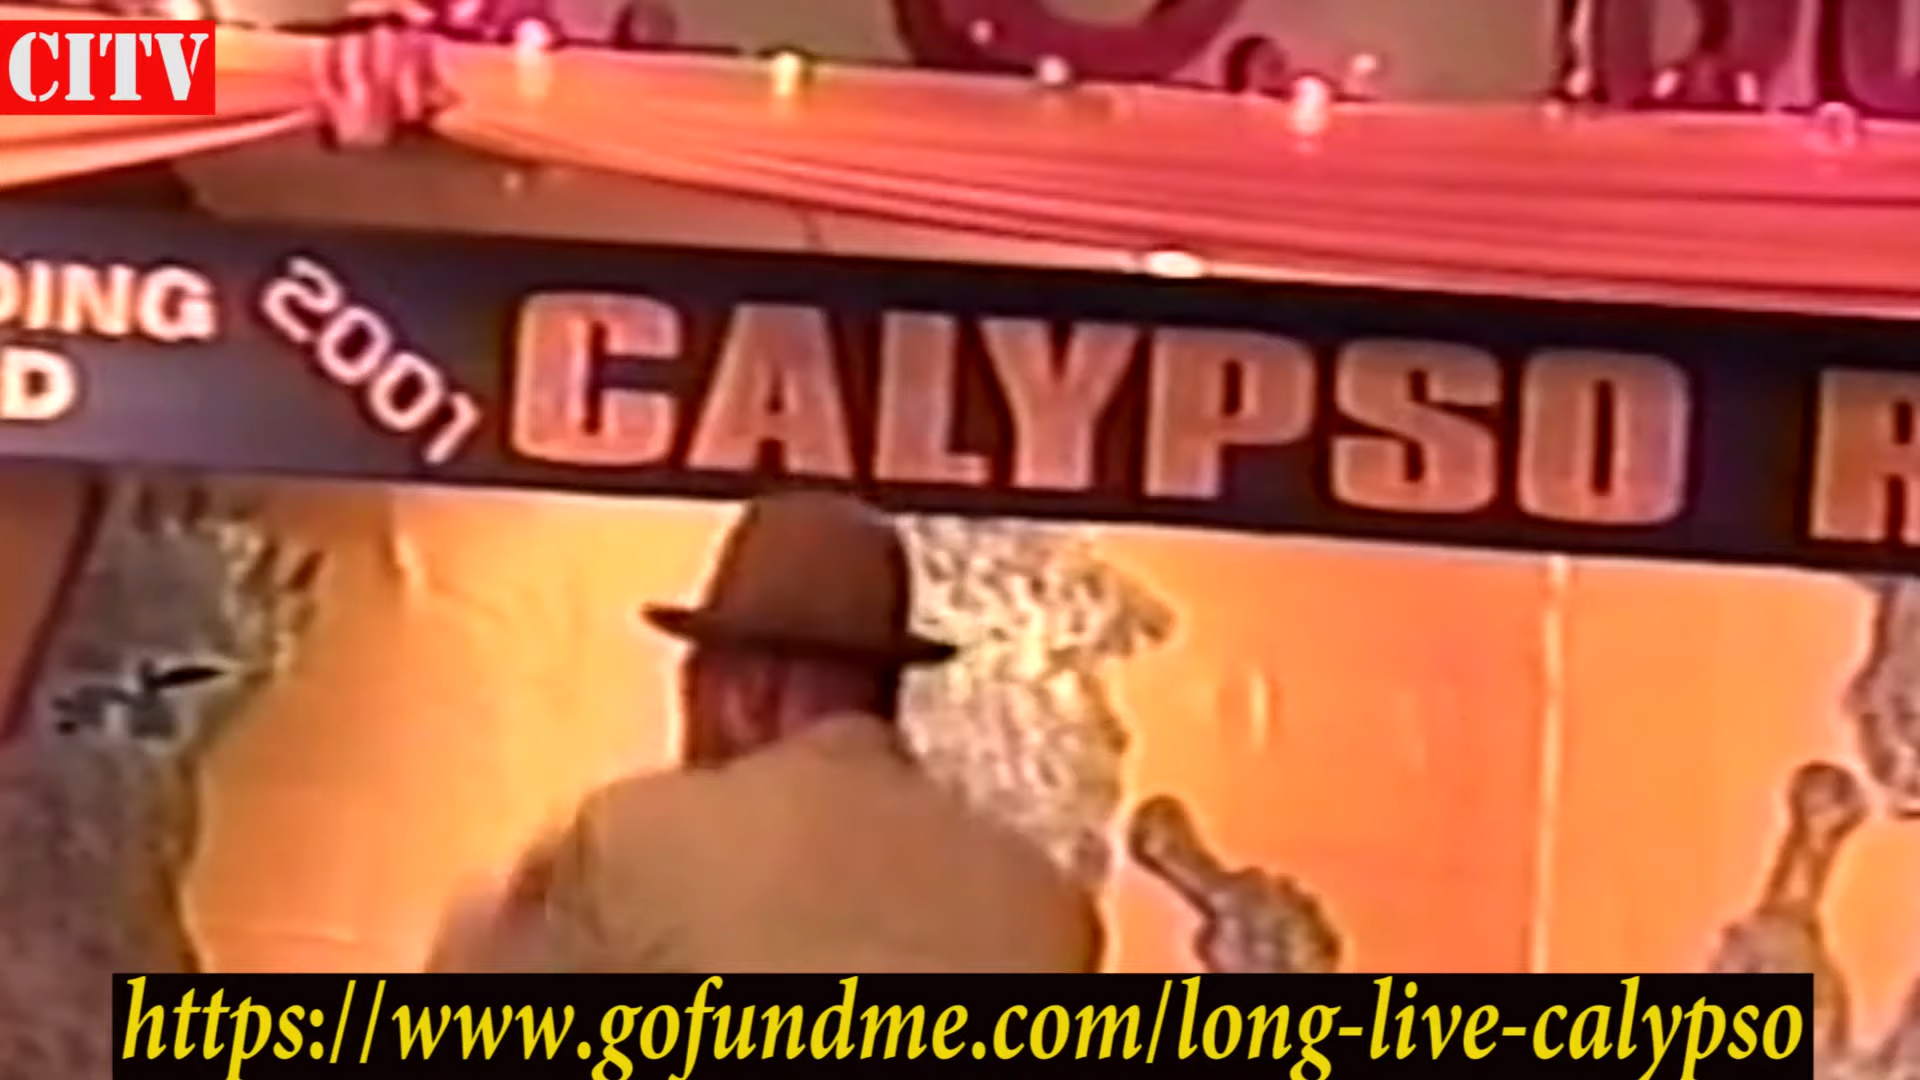 CITV
DING
D
2001
CALYPSO R
https://www.gofundme.com/long-live-calypso